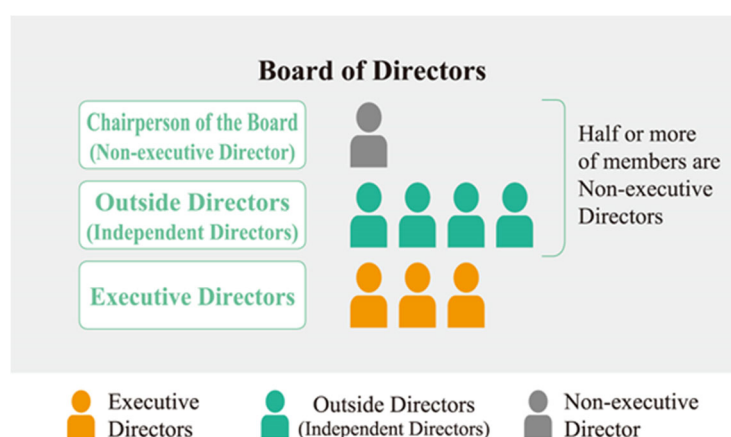 Board of Directors
Chairperson of the Board
(Non-executive Director)
Half or more
of members are
Non-executive
Directors
Outside Directors
(Independent Directors)
Executive Directors
Executive
Directors
Outside Directors
(Independent Directors)
Non-executive
Director